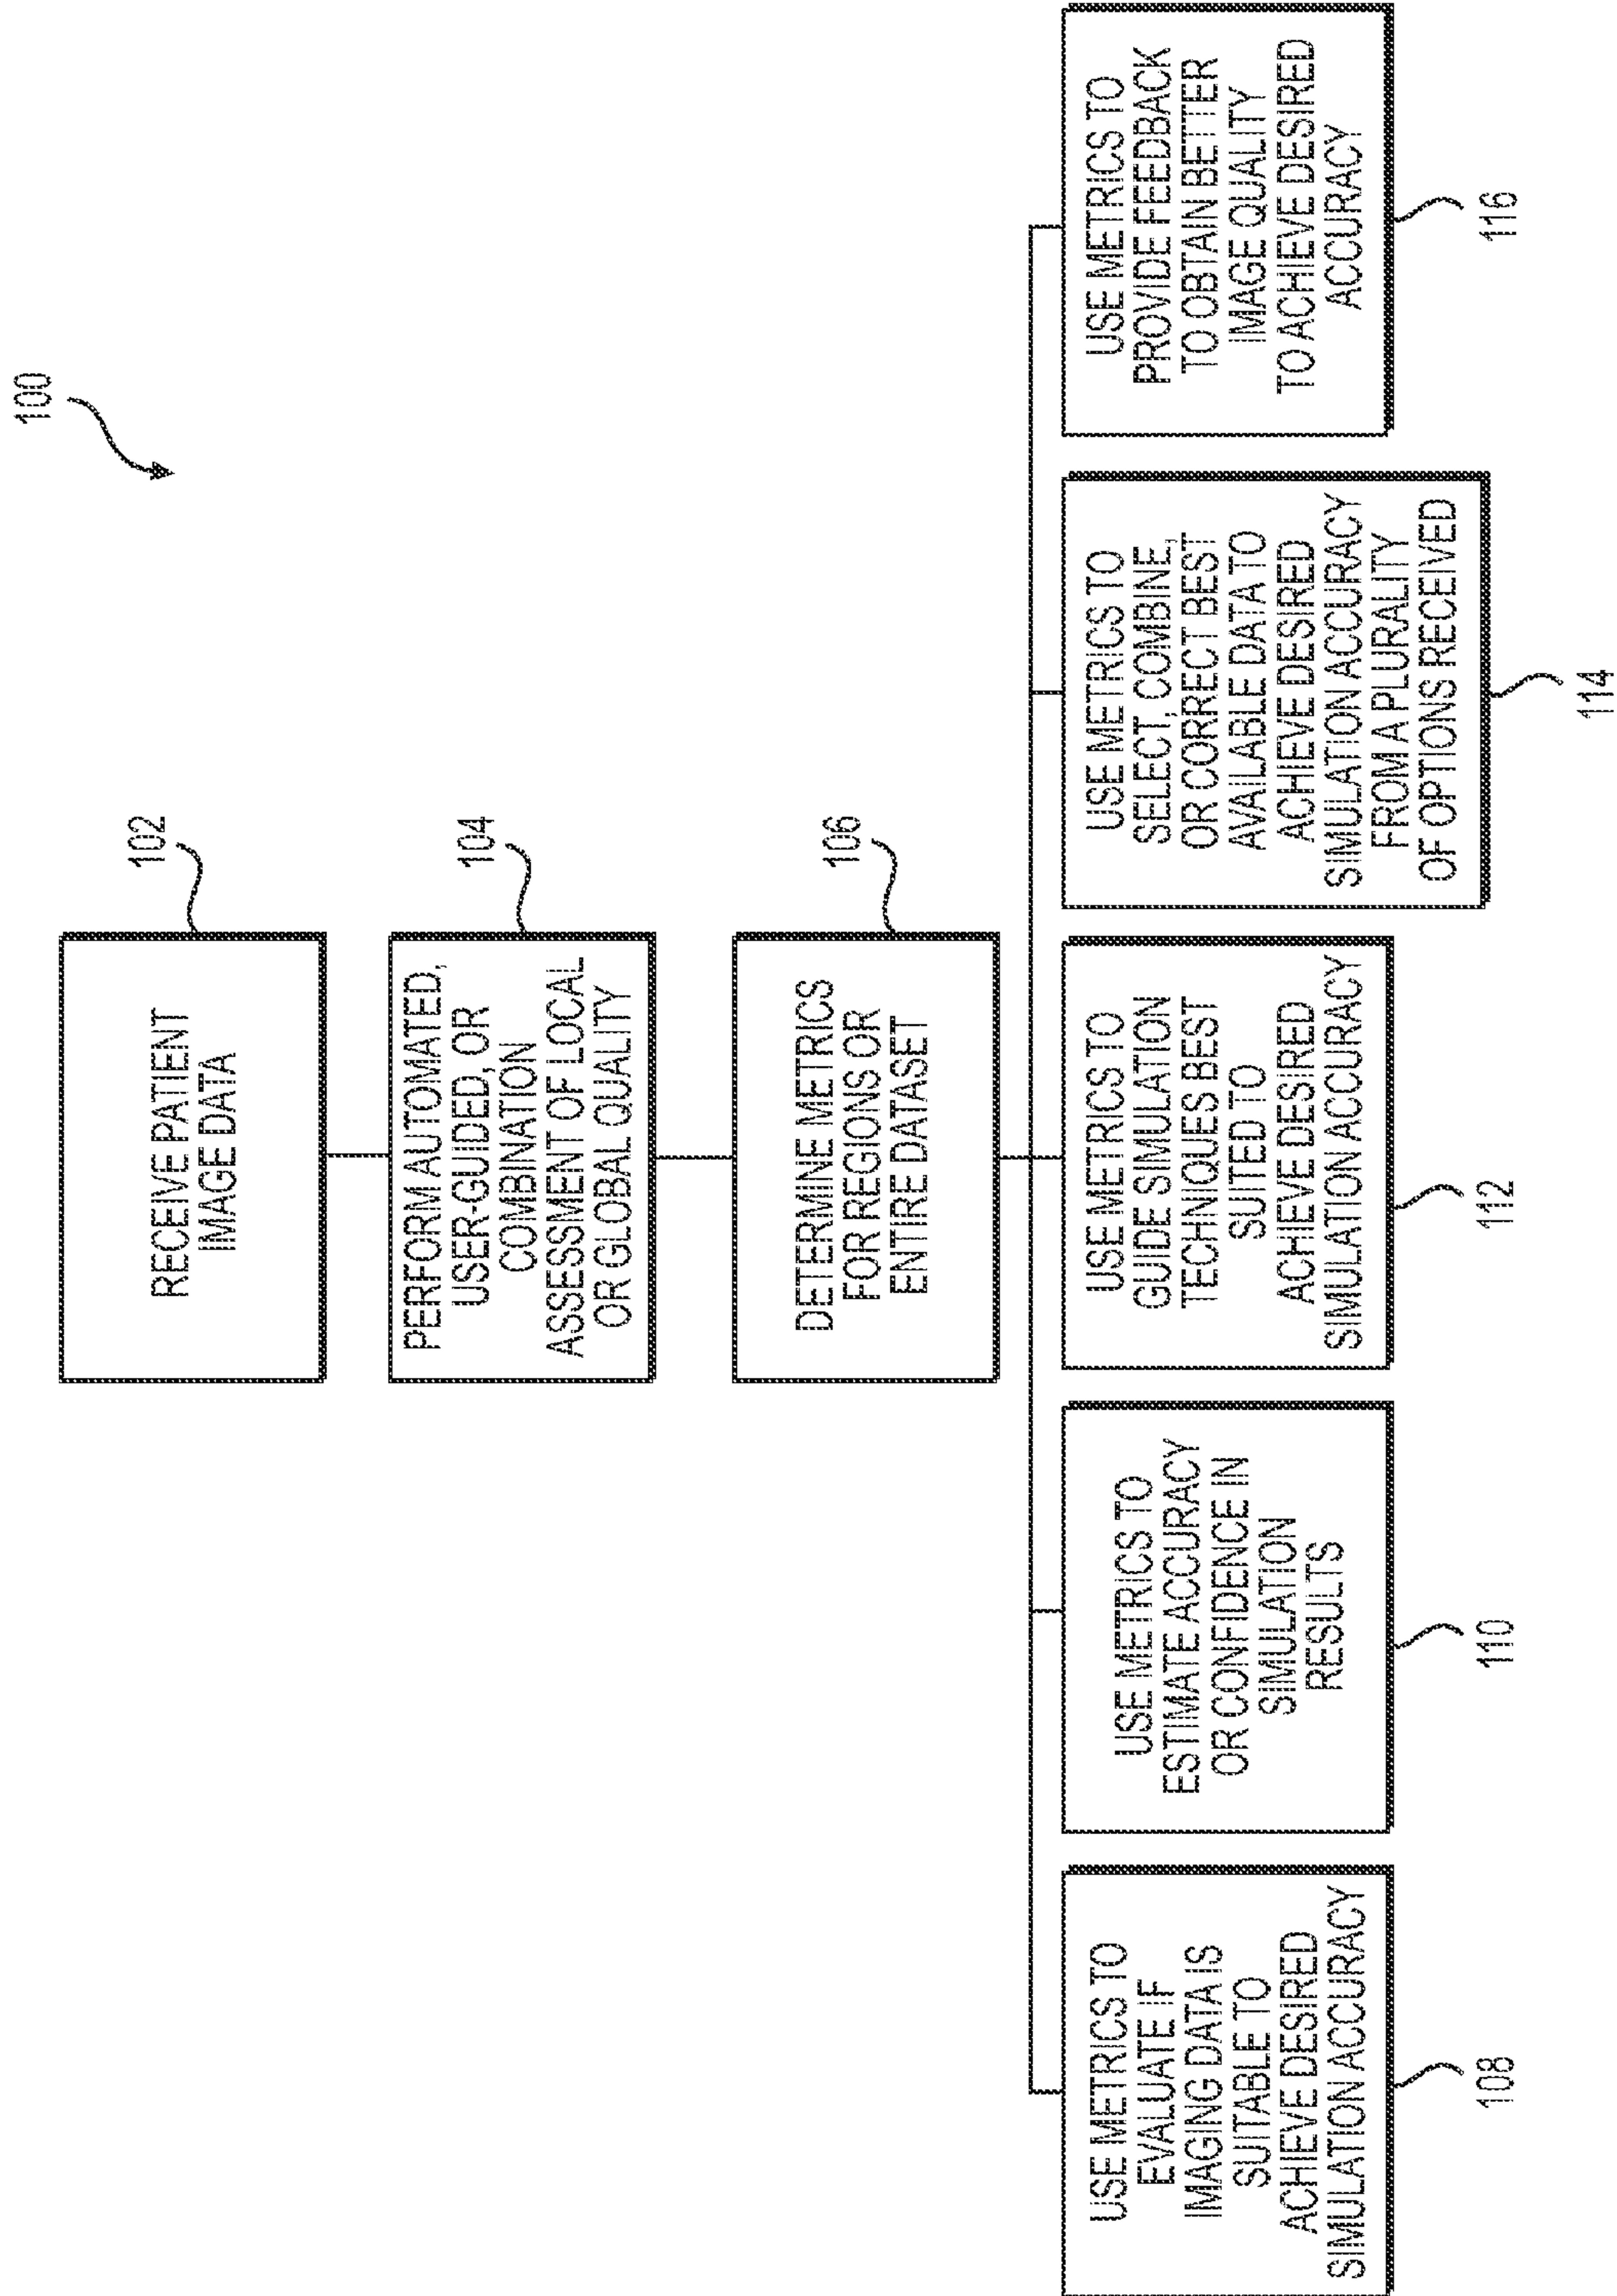 100
RECEIVE PATIENT
IMAGE DATA
102
PERFORM AUTOMATED,
USER-GUIDED, OR
COMBINATION
ASSESSMENT OF LOCAL
OR GLOBAL QUALITY
104
DETERMINE METRICS
FOR REGIONS OR
ENTIRE DATASET
106
USE METRICS TO
EVALUATE IF
IMAGING DATA IS
SUITABLE TO
ACHIEVE DESIRED
SIMULATION ACCURACY
108
USE METRICS TO
ESTIMATE ACCURACY
OR CONFIDENCE IN
SIMULATION
RESULTS
110
USE METRICS TO
GUIDE SIMULATION
TECHNIQUES BEST
SUITED TO
ACHIEVE DESIRED
SIMULATION ACCURACY
112
USE METRICS TO
SELECT, COMBINE,
OR CORRECT BEST
AVAILABLE DATA TO
ACHIEVE DESIRED
SIMULATION ACCURACY
FROM A PLURALITY
OF OPTIONS RECEIVED
114
USE METRICS TO
PROVIDE FEEDBACK
TO OBTAIN BETTER
IMAGE QUALITY
TO ACHIEVE DESIRED
ACCURACY
116